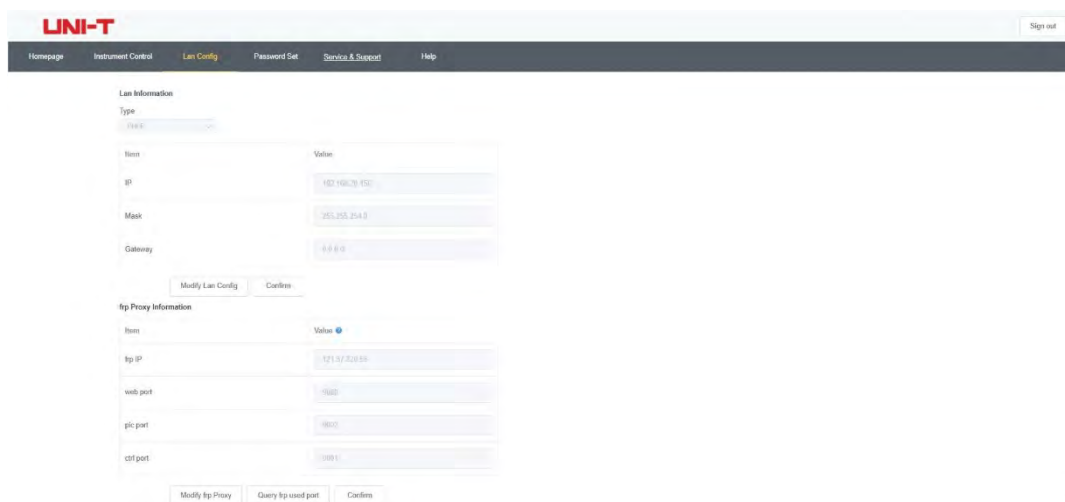 UNI-T
Sign out
Homepage Instrument Control Lan Config Password Set Service & Support Help
Lan Information
Type
Item Value
IP
Mask
Gateway
Modify Lan Config Confirm
frp Proxy Information
Item Value
frp IP
web port
pic port
ctrl port
Modify frp Proxy Query frp used port Confirm